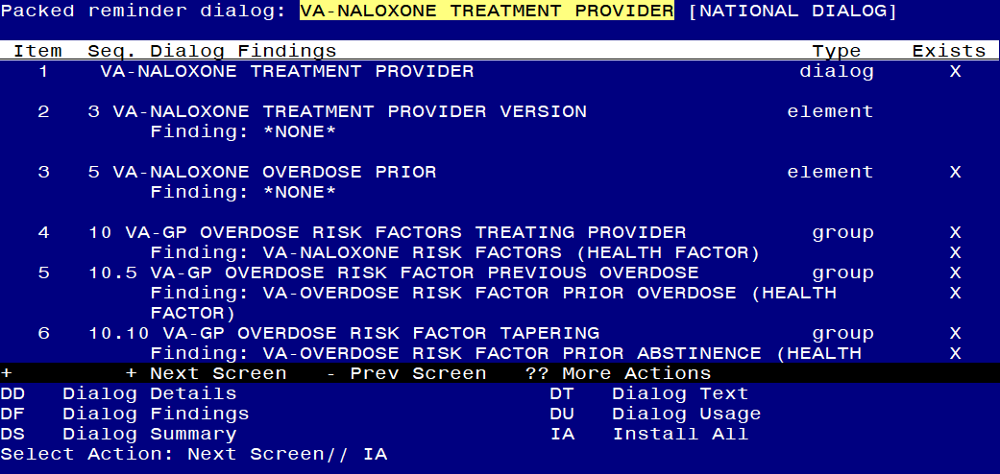 Packed reminder dialog: VA-NALOXONE TREATMENT PROVIDER [NATIONAL DIALOG]
Item Seq. Dialog Findings Type Exists
1 VA-NALOXONE TREATMENT PROVIDER dialog X
2 3 VA-NALOXONE TREATMENT PROVIDER VERSION element
Finding: *NONE*
3 5 VA-NALOXONE OVERDOSE PRIOR element X
Finding: *NONE*
4 10 VA-GP OVERDOSE RISK FACTORS TREATING PROVIDER group X
Finding: VA-NALOXONE RISK FACTORS (HEALTH FACTOR) X
5 10.5 VA-GP OVERDOSE RISK FACTOR PREVIOUS OVERDOSE group X
Finding: VA-OVERDOSE RISK FACTOR PRIOR OVERDOSE (HEALTH X
FACTOR)
6 10.10 VA-GP OVERDOSE RISK FACTOR TAPERING group X
Finding: VA-OVERDOSE RISK FACTOR PRIOR ABSTINENCE (HEALTH X
+ + Next Screen - Prev Screen ?? More Actions
DD Dialog Details DT Dialog Text
DF Dialog Findings DU Dialog Usage
DS Dialog Summary IA Install All
Select Action: Next Screen// IA